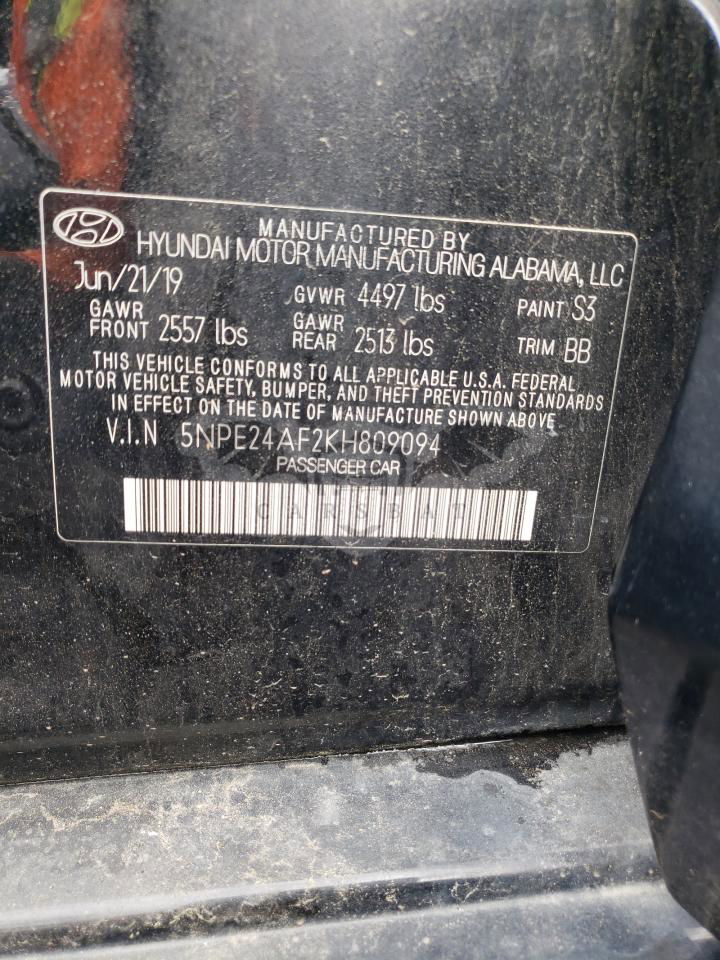 MANUFACTURED BY
HYUNDAI MOTOR MANUFACTURING ALABAMA, LLC
Jun/21/19 GVWR 4497 lbs PAINT S3
GAWR FRONT 2557 lbs GAWR REAR 2513 lbs TRIM BB
THIS VEHICLE CONFORMS TO ALL APPLICABLE U.S.A. FEDERAL
MOTOR VEHICLE SAFETY, BUMPER, AND THEFT PREVENTION STANDARDS
IN EFFECT ON THE DATE OF MANUFACTURE SHOWN ABOVE
V.I.N 5NPE24AF2KH809094
PASSENGER CAR
CARSBAT